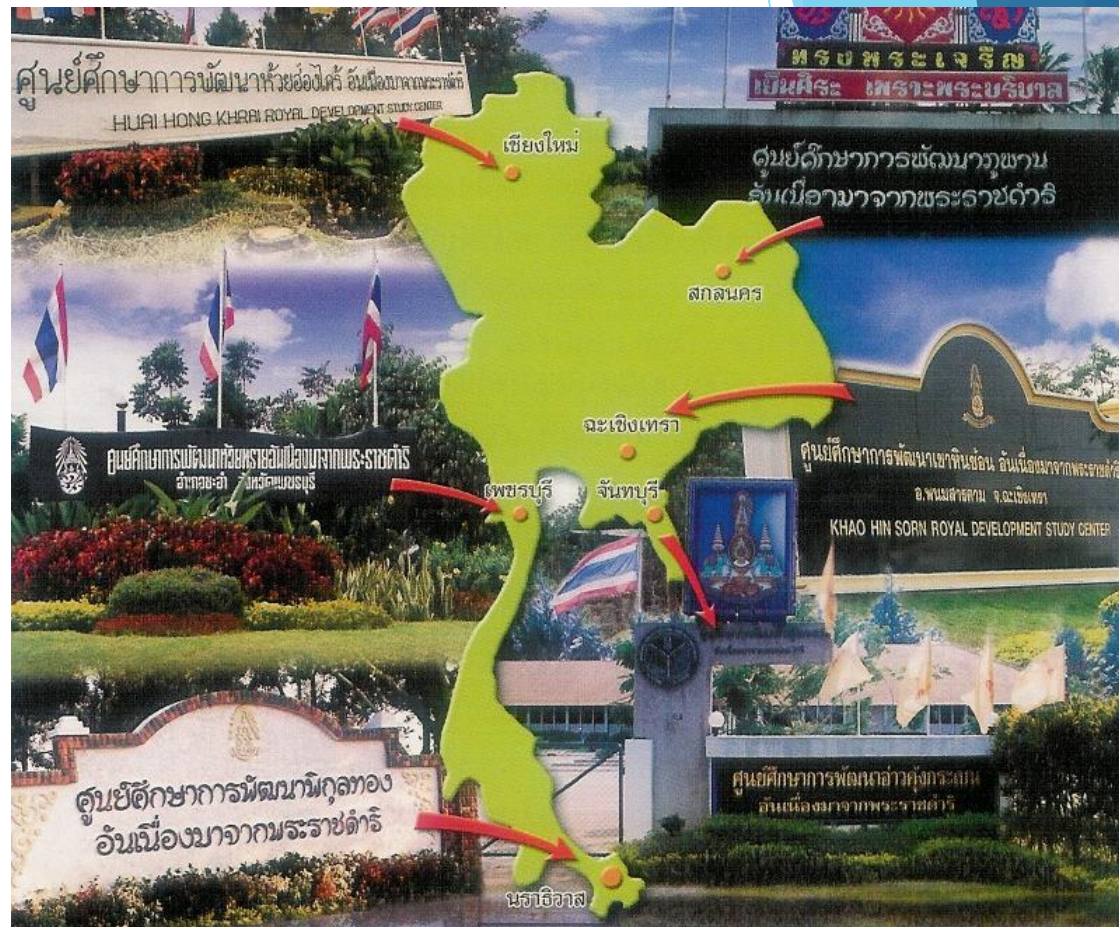 ศูนย์ศึกษาการพัฒนาห้วยฮ่องไคร้ อันเนื่องมาจากพระราชดำริ
HUAI HONG KHRAI ROYAL DEVELOPMENT STUDY CENTER
ทรงพระเจริญ
เย็นศิระ เพราะพระบริบาล
ศูนย์ศึกษาการพัฒนาภูพาน
อันเนื่องมาจากพระราชดำริ
เชียงใหม่
สกลนคร
ฉะเชิงเทรา
เพชรบุรี
จันทบุรี
นราธิวาส
ศูนย์ศึกษาการพัฒนาห้วยทรายอันเนื่องมาจากพระราชดำริ
อำเภอชะอำ จังหวัดเพชรบุรี
ศูนย์ศึกษาการพัฒนาเขาหินซ้อน อันเนื่องมาจากพระราชดำริ
อ.พนมสารคาม จ.ฉะเชิงเทรา
KHAO HIN SORN ROYAL DEVELOPMENT STUDY CENTER
ศูนย์ศึกษาการพัฒนาพิกุลทอง
อันเนื่องมาจากพระราชดำริ
ศูนย์ศึกษาการพัฒนาอ่าวคุ้งกระเบน
อันเนื่องมาจากพระราชดำริ